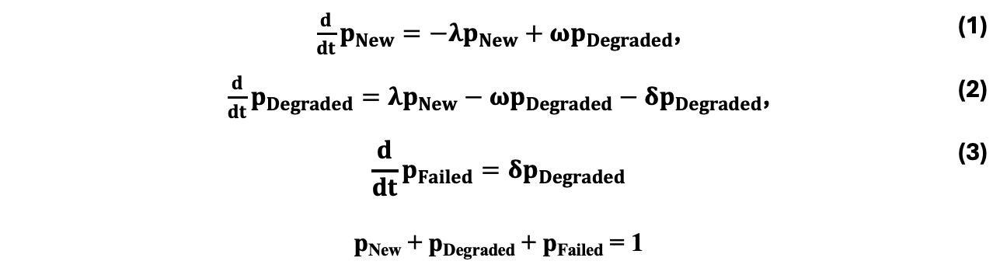 d/dt p_New = −λp_New + ωp_Degraded, (1)
d/dt p_Degraded = λp_New − ωp_Degraded − δp_Degraded, (2)
d/dt p_Failed = δp_Degraded (3)
p_New + p_Degraded + p_Failed = 1